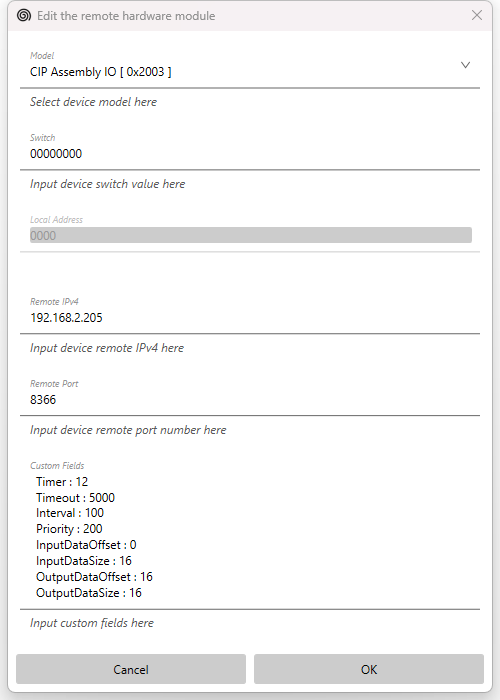 Edit the remote hardware module
Model
CIP Assembly IO [ 0x2003 ]
Select device model here
Switch
00000000
Input device switch value here
Local Address
0000
Remote IPv4
192.168.2.205
Input device remote IPv4 here
Remote Port
8366
Input device remote port number here
Custom Fields
Timer : 12
Timeout : 5000
Interval : 100
Priority : 200
InputDataOffset : 0
InputDataSize : 16
OutputDataOffset : 16
OutputDataSize : 16
Input custom fields here
Cancel OK